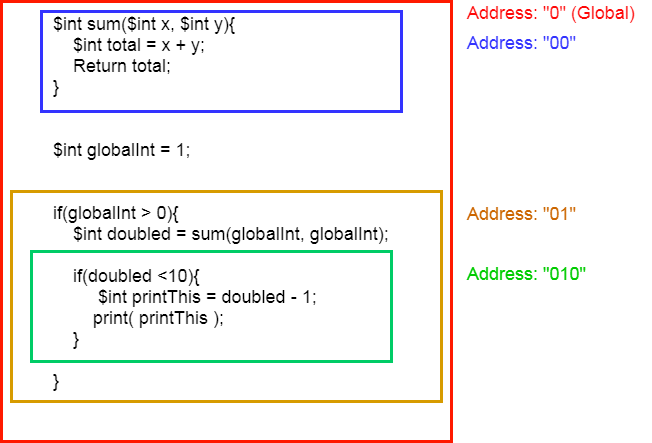 $int sum($int x, $int y){
$int total = x + y;
Return total;
}
$int globalInt = 1;
if(globalInt > 0){
$int doubled = sum(globalInt, globalInt);
if(doubled <10){
$int printThis = doubled - 1;
print( printThis );
}
}
Address: "0" (Global)
Address: "00"
Address: "01"
Address: "010"